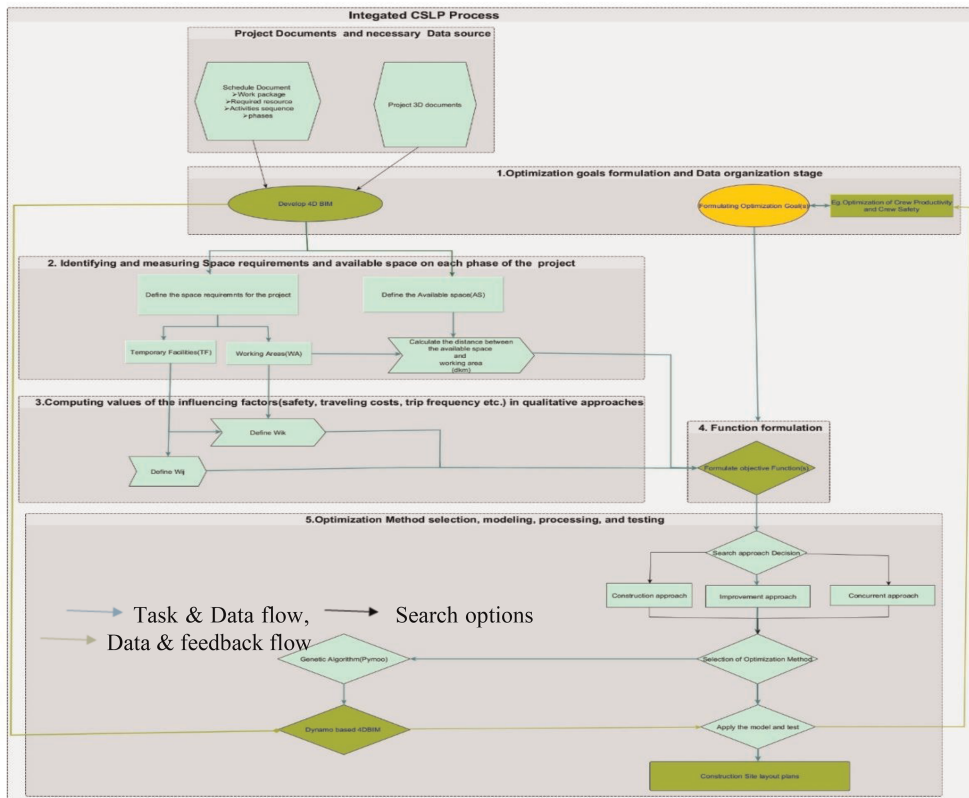 Integated CSLP Process
Project Documents and necessary Data source
Schedule Document
➢Work package
➢Required resource
➢Activities sequence
➢phases
Project 3D documents
1.Optimization goals formulation and Data organization stage
Develop 4D BIM
Formulating Optimization Goal(s)
Eg Optimization of Crew Productivity
and Crew Safety
2. Identifying and measuring Space requirements and available space on each phase of the project
Define the space requiremnts for the project
Define the Available space(AS)
Temporary Facilities(TF)
Working Areas(WA)
Calculate the distance between
the available space
and
working area
(dkm)
3.Computing values of the influencing factors(safety, traveling costs, trip frequency etc.) in qualitative approaches
Define Wik
Define Wij
4. Function formulation
Formulate objective Function(s)
5.Optimization Method selection, modeling, processing, and testing
Search approach Decision
Construction approach
Improvement approach
Concurrent approach
Task & Data flow,
Search options
Data & feedback flow
Genetic Algorithm(Pymoo)
Selection of Optimization Method
Dynamo based 4DBIM
Apply the model and test
Construction Site layout plans